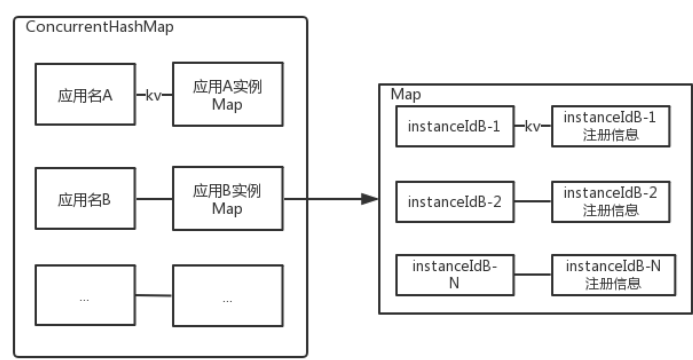 ConcurrentHashMap
应用名A
kv
应用A实例
Map
应用名B
应用B实例
Map
...
...
Map
instanceIdB-1
kv
instanceIdB-1
注册信息
instanceIdB-2
instanceIdB-2
注册信息
instanceIdB-
N
instanceIdB-N
注册信息